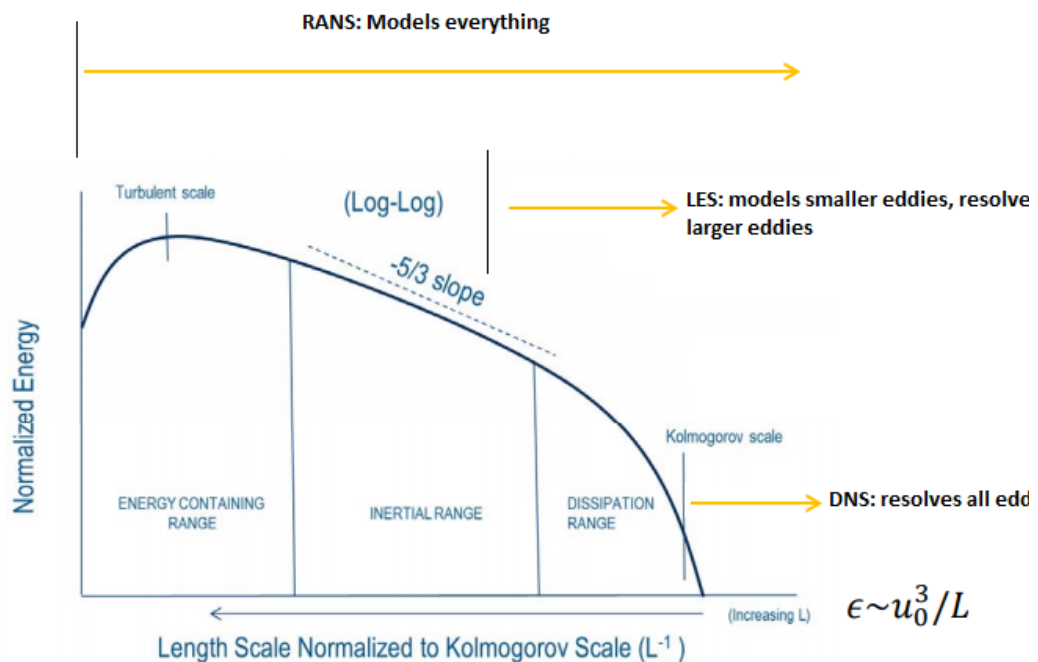 RANS: Models everything
Turbulent scale
(Log-Log)
LES: models smaller eddies, resolve
larger eddies
-5/3 slope
Normalized Energy
Kolmogorov scale
ENERGY CONTAINING
RANGE
INERTIAL RANGE
DISSIPATION
RANGE
DNS: resolves all edd
(Increasing L)
ϵ~u₀³/L
Length Scale Normalized to Kolmogorov Scale (L⁻¹ )